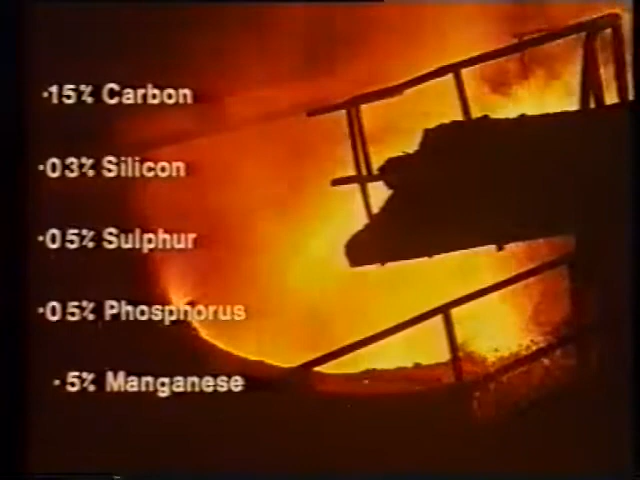 ·15% Carbon
·03% Silicon
·05% Sulphur
·05% Phosphorus
·5% Manganese